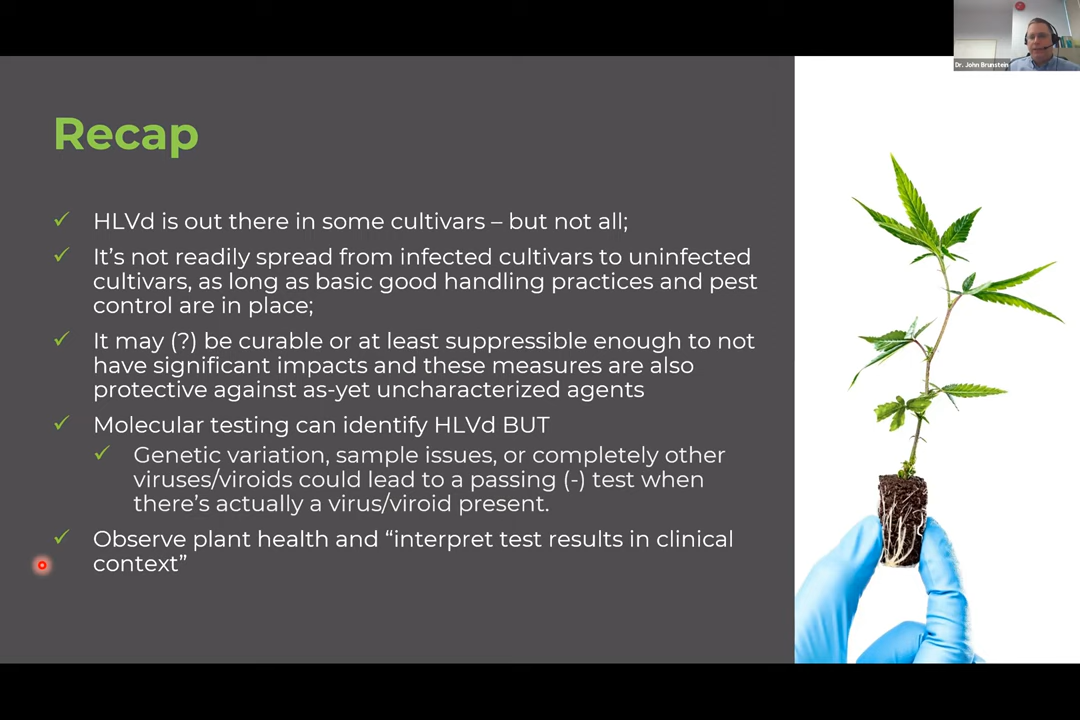 Dr. John Brunstein
Recap
✓ HLVd is out there in some cultivars – but not all;
✓ It's not readily spread from infected cultivars to uninfected
cultivars, as long as basic good handling practices and pest
control are in place;
✓ It may (?) be curable or at least suppressible enough to not
have significant impacts and these measures are also
protective against as-yet uncharacterized agents
✓ Molecular testing can identify HLVd BUT
✓ Genetic variation, sample issues, or completely other
viruses/viroids could lead to a passing (-) test when
there's actually a virus/viroid present.
✓ Observe plant health and “interpret test results in clinical
context”